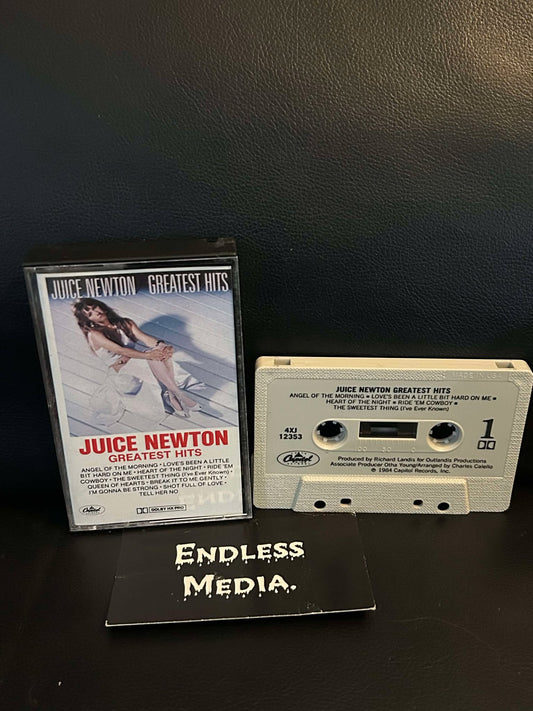 JUICE NEWTON GREATEST HITS
JUICE NEWTON
GREATEST HITS
ANGEL OF THE MORNING • LOVE'S BEEN A LITTLE
BIT HARD ON ME • HEART OF THE NIGHT • RIDE 'EM
COWBOY • THE SWEETEST THING (I've Ever Known) •
QUEEN OF HEARTS • BREAK IT TO ME GENTLY •
I'M GONNA BE STRONG • SHOT FULL OF LOVE •
TELL HER NO
Capitol
DOLBY HX PRO
JUICE NEWTON GREATEST HITS
ANGEL OF THE MORNING ■ LOVE'S BEEN A LITTLE BIT HARD ON ME ■
HEART OF THE NIGHT ■ RIDE 'EM COWBOY ■
THE SWEETEST THING (I've Ever Known)
4XJ
12353
1
Capitol
Produced by Richard Landis for Outlandis Productions
Associate Producer Otha Young/Arranged by Charles Calello
℗ 1984 Capitol Records, Inc.
ENDLESS
MEDIA.